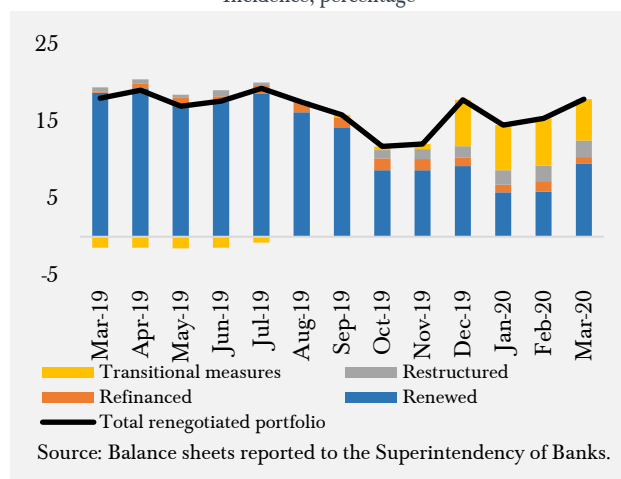 Incidence, percentage
25
15
5
-5
Mar-19
Apr-19
May-19
Jun-19
Jul-19
Aug-19
Sep-19
Oct-19
Nov-19
Dec-19
Jan-20
Feb-20
Mar-20
Transitional measures
Restructured
Refinanced
Renewed
Total renegotiated portfolio
Source: Balance sheets reported to the Superintendency of Banks.